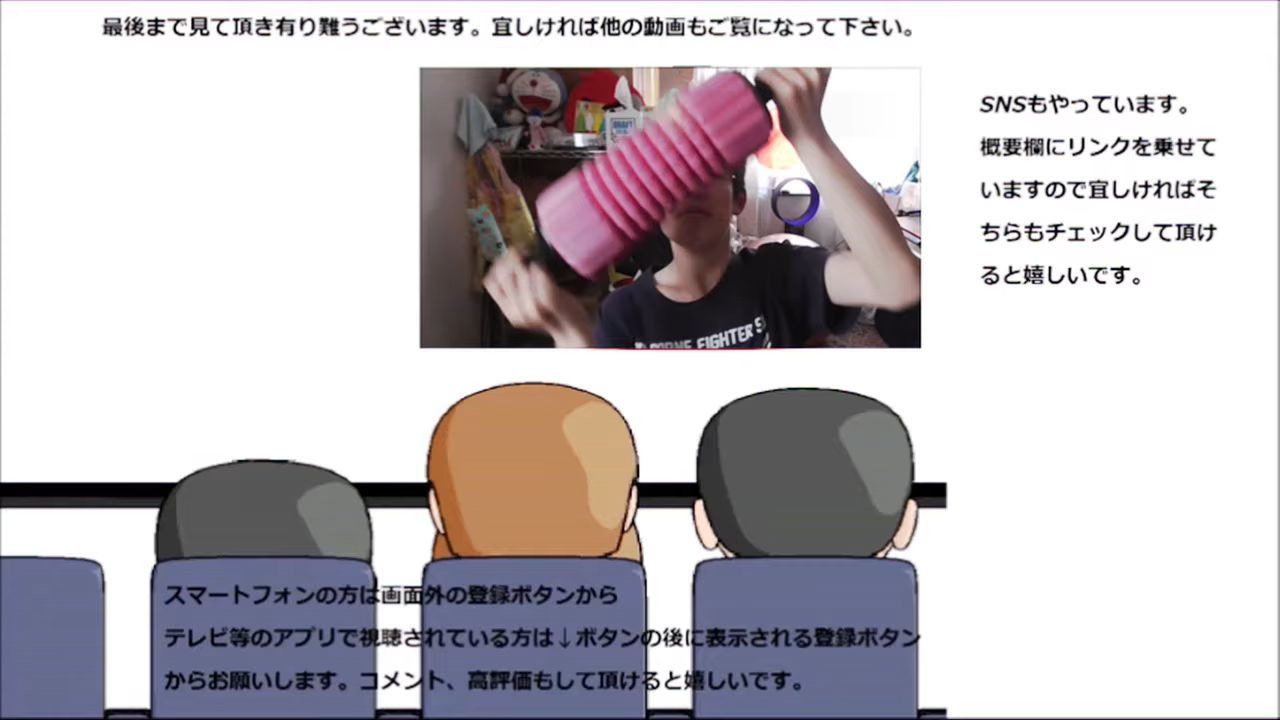 最後まで見て頂き有り難うございます。宜しければ他の動画もご覧になって下さい。
SNSもやっています。
概要欄にリンクを乗せて
いますので宜しければそ
ちらもチェックして頂け
ると嬉しいです。
FIGHTER
スマートフォンの方は画面外の登録ボタンから
テレビ等のアプリで視聴されている方は↓ボタンの後に表示される登録ボタン
からお願いします。コメント、高評価もして頂けると嬉しいです。